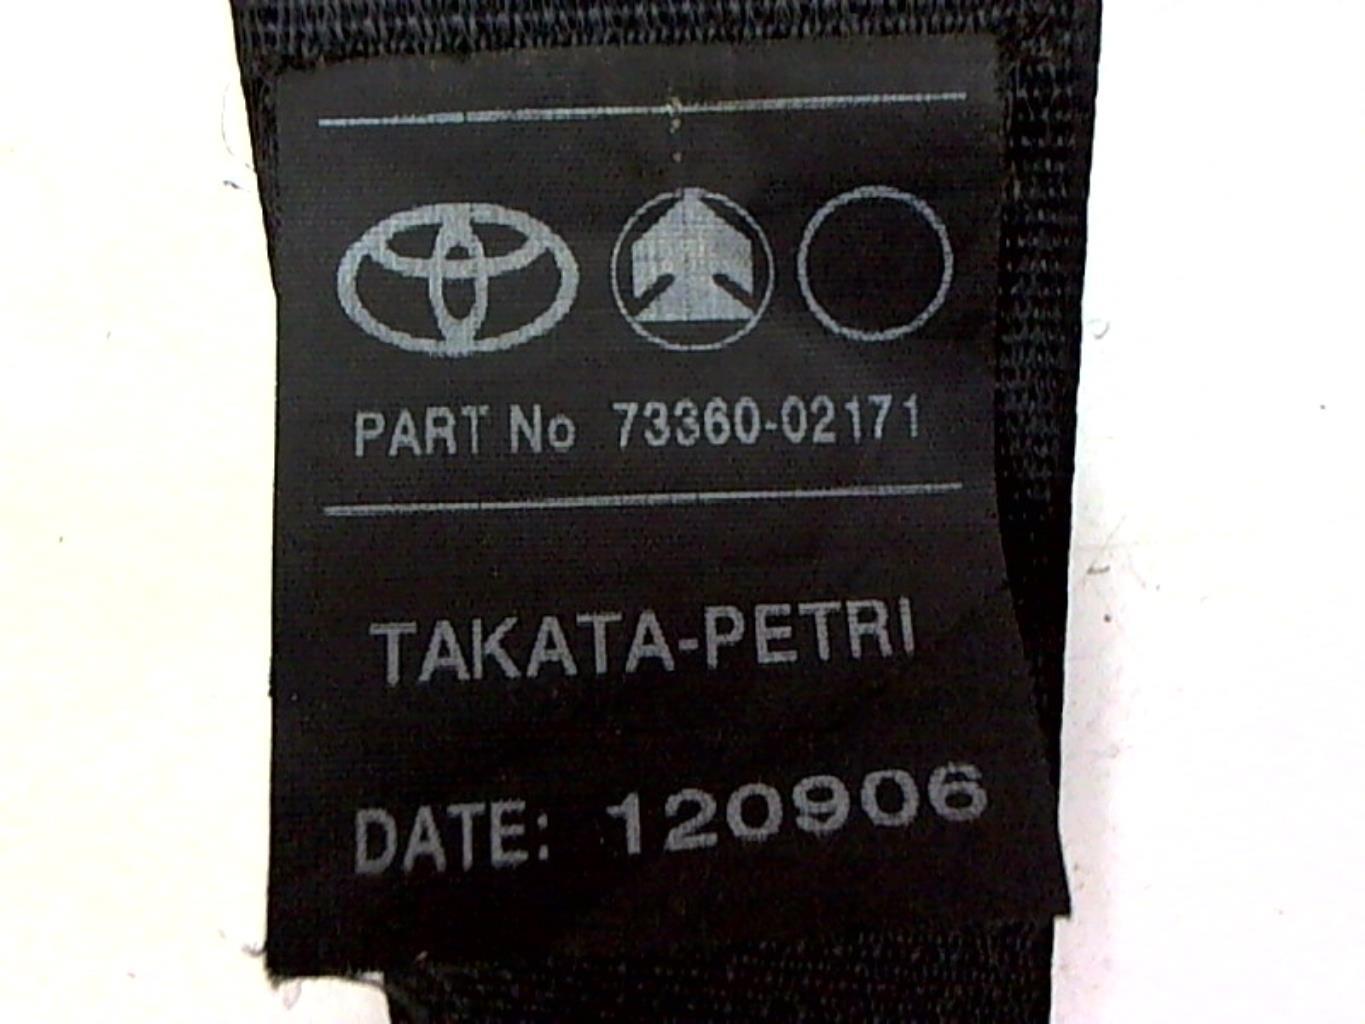 PART No 73360-02171
TAKATA-PETRI
DATE: 120906